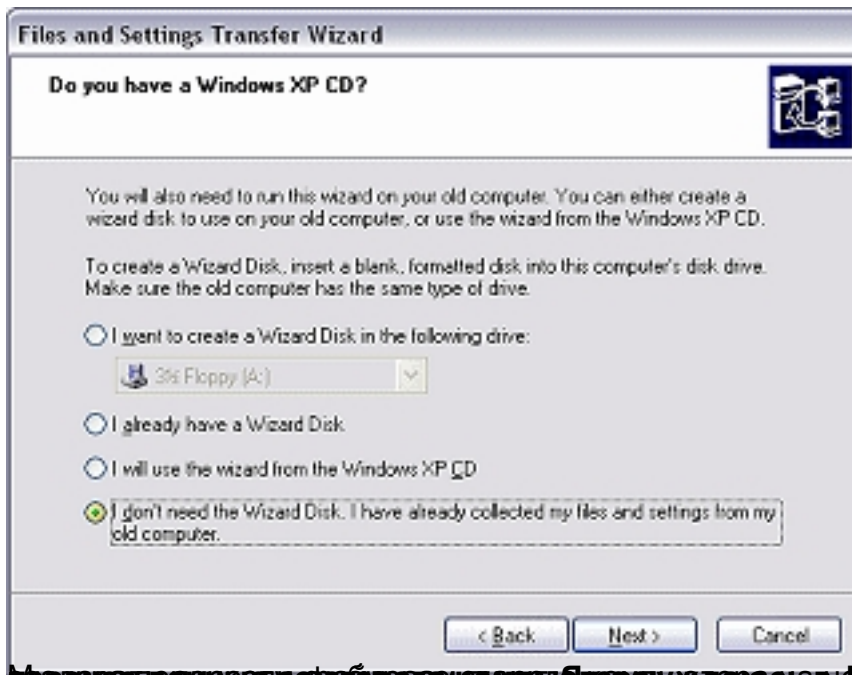 Files and Settings Transfer Wizard
Do you have a Windows XP CD?
You will also need to run this wizard on your old computer. You can either create a
wizard disk to use on your old computer, or use the wizard from the Windows XP CD.
To create a Wizard Disk, insert a blank, formatted disk into this computer's disk drive.
Make sure the old computer has the same type of drive.
I want to create a Wizard Disk in the following drive:
3½ Floppy (A:)
I already have a Wizard Disk
I will use the wizard from the Windows XP CD
I don't need the Wizard Disk. I have already collected my files and settings from my
old computer.
< Back
Next >
Cancel